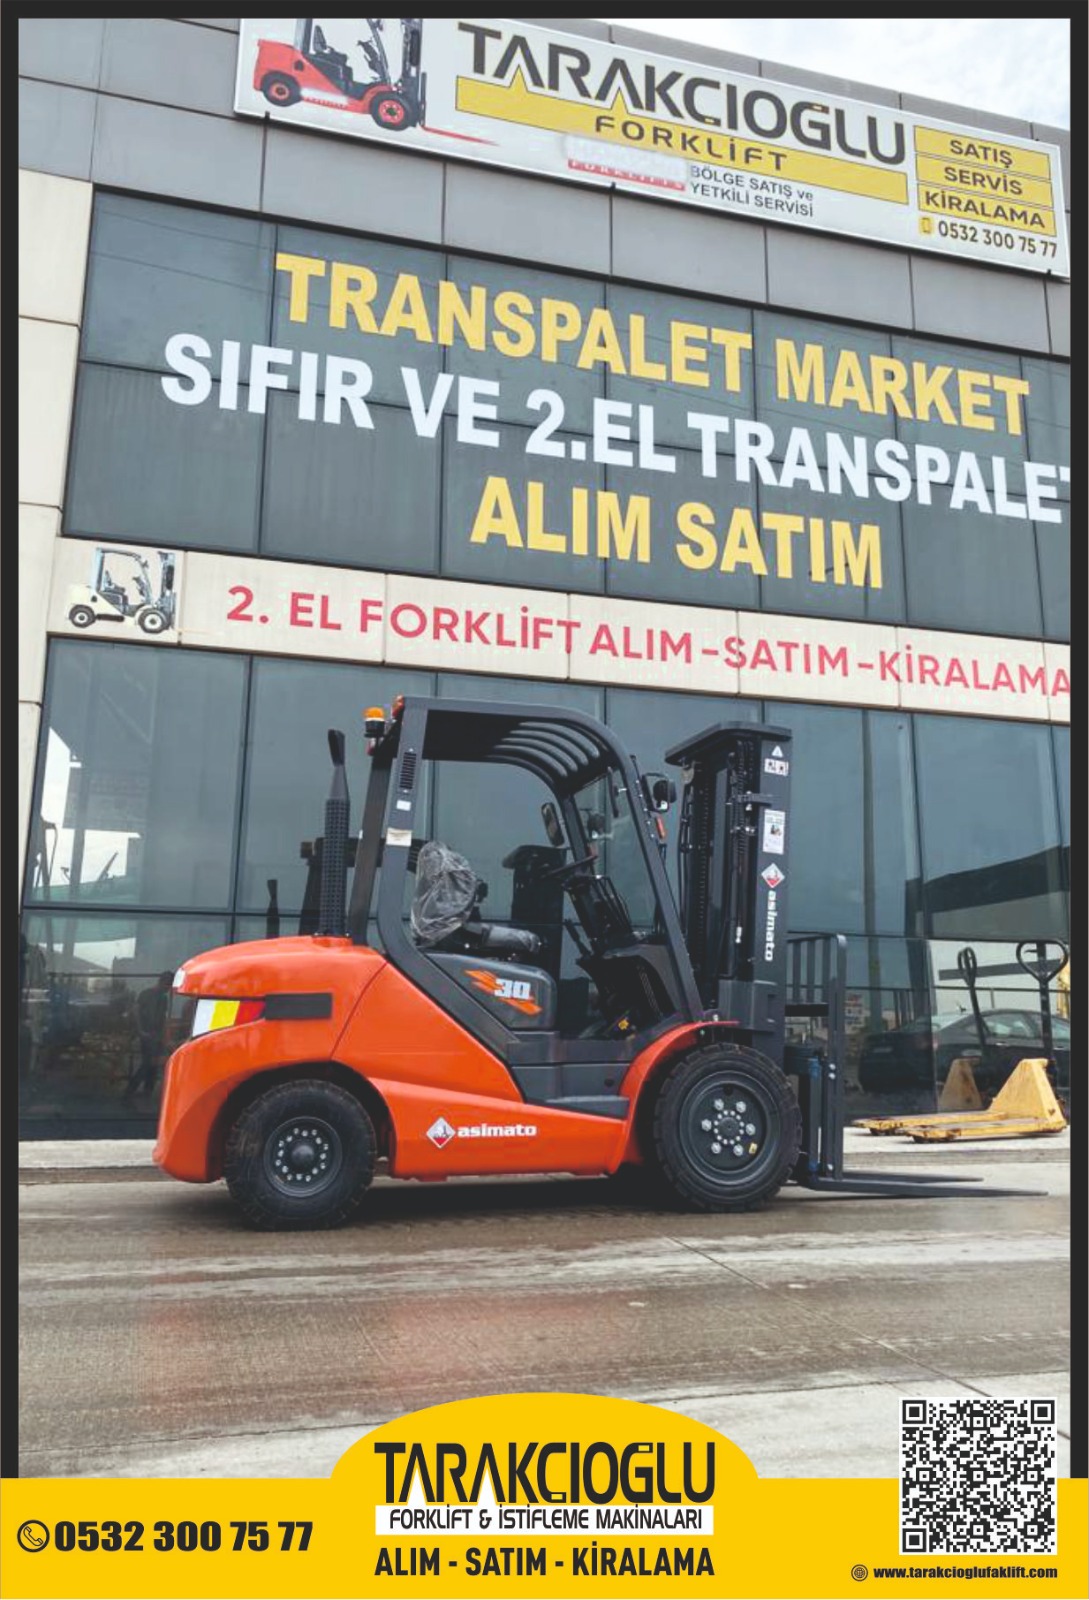 TARAKÇIOĞLU
FORKLİFT
BÖLGE SATIŞ ve
YETKİLİ SERVİSİ
SATIŞ
SERVİS
KİRALAMA
0532 300 75 77
TRANSPALET MARKET
SIFIR VE 2.EL TRANSPALET
ALIM SATIM
2. EL FORKLİFT ALIM-SATIM-KİRALAMA
asimato
30
asimato
TARAKÇIOĞLU
FORKLİFT & İSTİFLEME MAKİNALARI
ALIM - SATIM - KİRALAMA
0532 300 75 77
www.tarakcioglufaklift.com